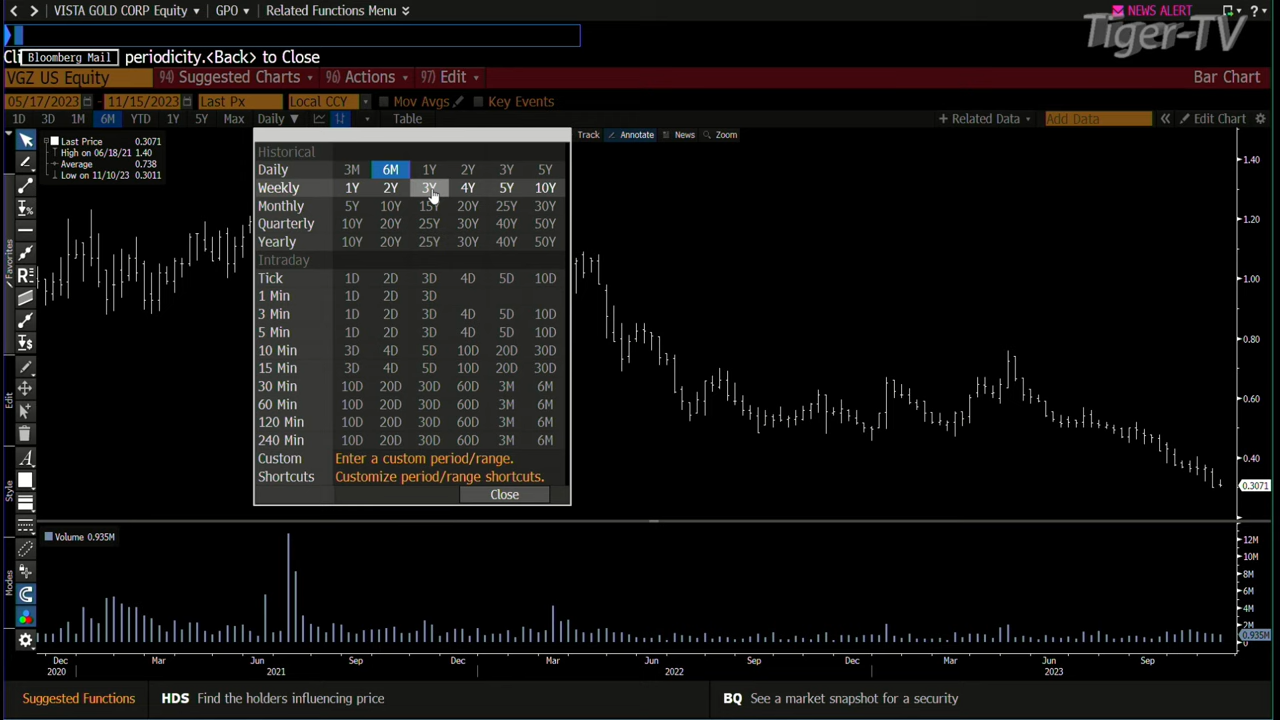 VISTA GOLD CORP Equity GPO Related Functions Menu
NEWS ALERT ?
Tiger-TV
Bloomberg Mail periodicity.<Back> to Close
VGZ US Equity 94) Suggested Charts 96) Actions 97) Edit Bar Chart
05/17/2023 - 11/15/2023 Last Px Local CCY Mov Avgs Key Events
1D 3D 1M 6M YTD 1Y 5Y Max Daily Table + Related Data Add Data Edit Chart
Track Annotate News Zoom
Last Price 0.3071
High on 06/18/21 1.40
Average 0.738
Low on 11/10/23 0.3011
Historical
Daily 3M 6M 1Y 2Y 3Y 5Y
Weekly 1Y 2Y 3Y 4Y 5Y 10Y
Monthly 5Y 10Y 15Y 20Y 25Y 30Y
Quarterly 10Y 20Y 25Y 30Y 40Y 50Y
Yearly 10Y 20Y 25Y 30Y 40Y 50Y
Intraday
Tick 1D 2D 3D 4D 5D 10D
1 Min 1D 2D 3D
3 Min 1D 2D 3D 4D 5D 10D
5 Min 1D 2D 3D 4D 5D 10D
10 Min 3D 4D 5D 10D 20D 30D
15 Min 3D 4D 5D 10D 20D 30D
30 Min 10D 20D 30D 60D 3M 6M
60 Min 10D 20D 30D 60D 3M 6M
120 Min 10D 20D 30D 60D 3M 6M
240 Min 10D 20D 30D 60D 3M 6M
Custom Enter a custom period/range.
Shortcuts Customize period/range shortcuts.
Close
Favorites
Edit
Style
Modes
1.40
1.20
1.00
0.80
0.60
0.40
0.3071
Volume 0.935M
12M
10M
8M
6M
4M
2M
0.935M
0
Dec Mar Jun Sep Dec Mar Jun Sep Dec Mar Jun Sep
2020 2021 2022 2023
Suggested Functions HDS Find the holders influencing price BQ See a market snapshot for a security